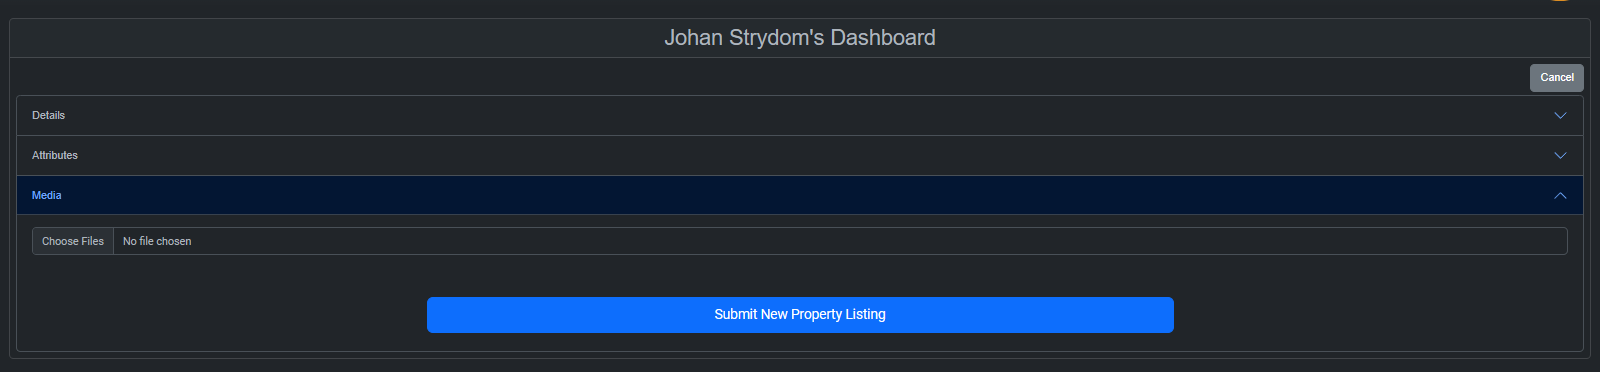 Johan Strydom's Dashboard
Cancel
Details
Attributes
Media
Choose Files No file chosen
Submit New Property Listing